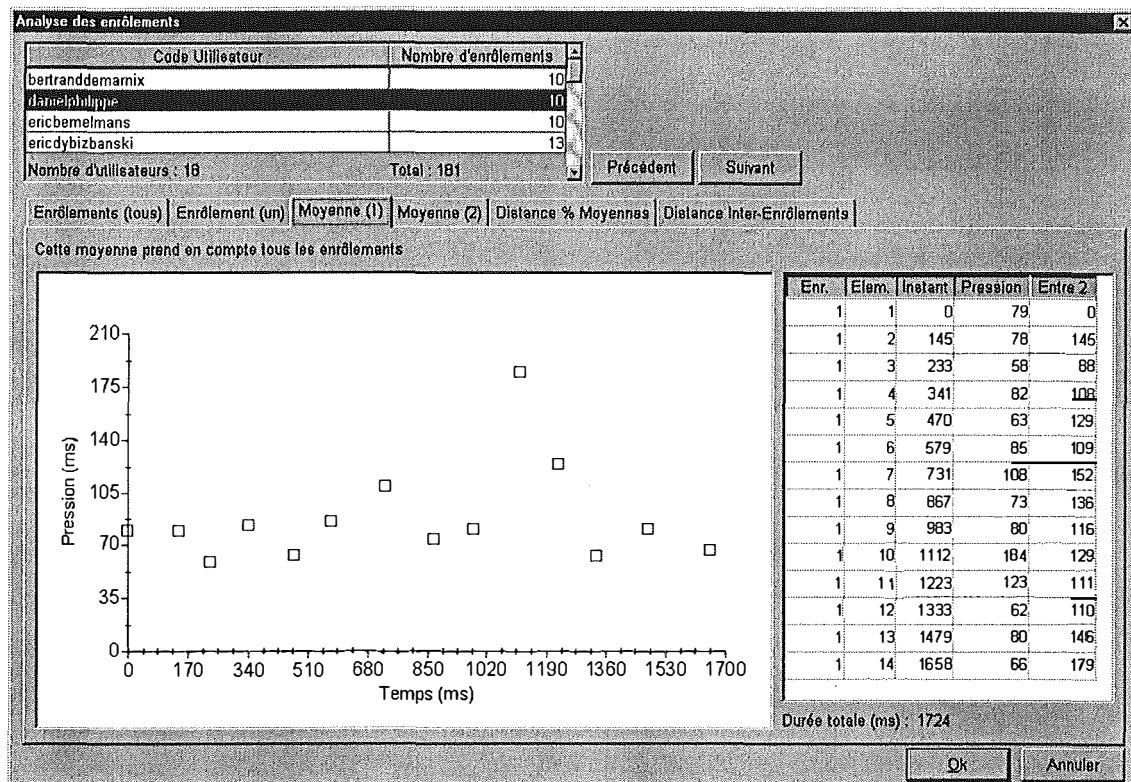 Analyse des enrôlements
Code Utilisateur Nombre d'enrôlements
bertranddemarnix 10
danielphilippe 10
ericbemelmans 10
ericdybizbanski 13
Nombre d'utilisateurs : 18 Total : 181
Précédent Suivant
Enrôlements (tous) Enrôlement (un) Moyenne (1) Moyenne (2) Distance % Moyennes Distance Inter-Enrôlements
Cette moyenne prend en compte tous les enrôlements
Pression (ms)
210
175
140
105
70
35
0
0 170 340 510 680 850 1020 1190 1360 1530 1700
Temps (ms)
Enr. Elem. Instant Pression Entre 2
1 1 0 79 0
1 2 145 78 145
1 3 233 58 88
1 4 341 82 108
1 5 470 63 129
1 6 579 85 109
1 7 731 108 152
1 8 867 73 136
1 9 983 80 116
1 10 1112 184 129
1 11 1223 123 111
1 12 1333 62 110
1 13 1479 80 146
1 14 1658 66 179
Durée totale (ms) : 1724
Ok Annuler